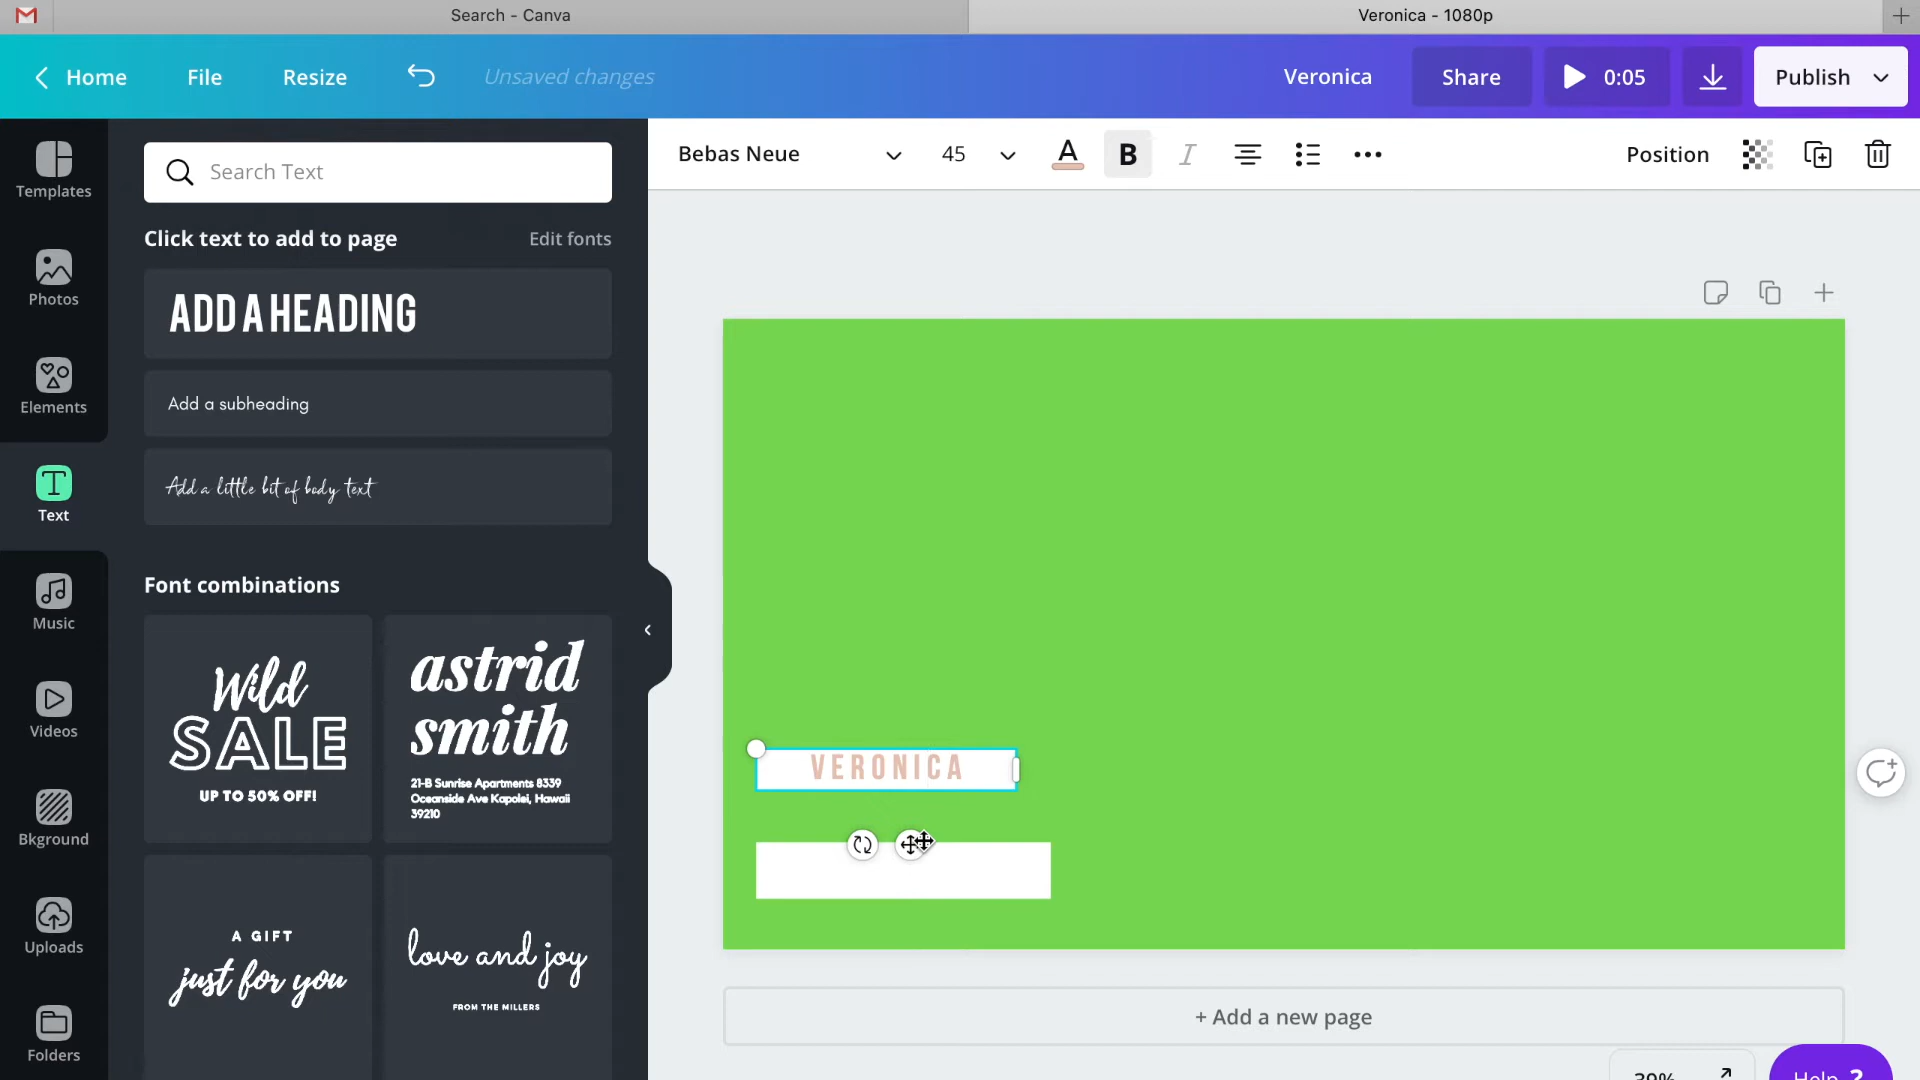 Search - Canva
Veronica - 1080p
Home
File
Resize
Unsaved changes
Veronica
Share
0:05
Publish
Templates
Photos
Elements
Text
Music
Videos
Bkground
Uploads
Folders
Search Text
Click text to add to page
Edit fonts
ADD A HEADING
Add a subheading
Add a little bit of body text
Font combinations
Wild
SALE
UP TO 50% OFF!
astrid
smith
21-B Sunrise Apartments 8339
Oceanside Ave Kapolei, Hawaii
39210
A GIFT
just for you
love and joy
FROM THE MILLERS
Bebas Neue
45
A
B
I
Position
VERONICA
+ Add a new page
39%
Help ?